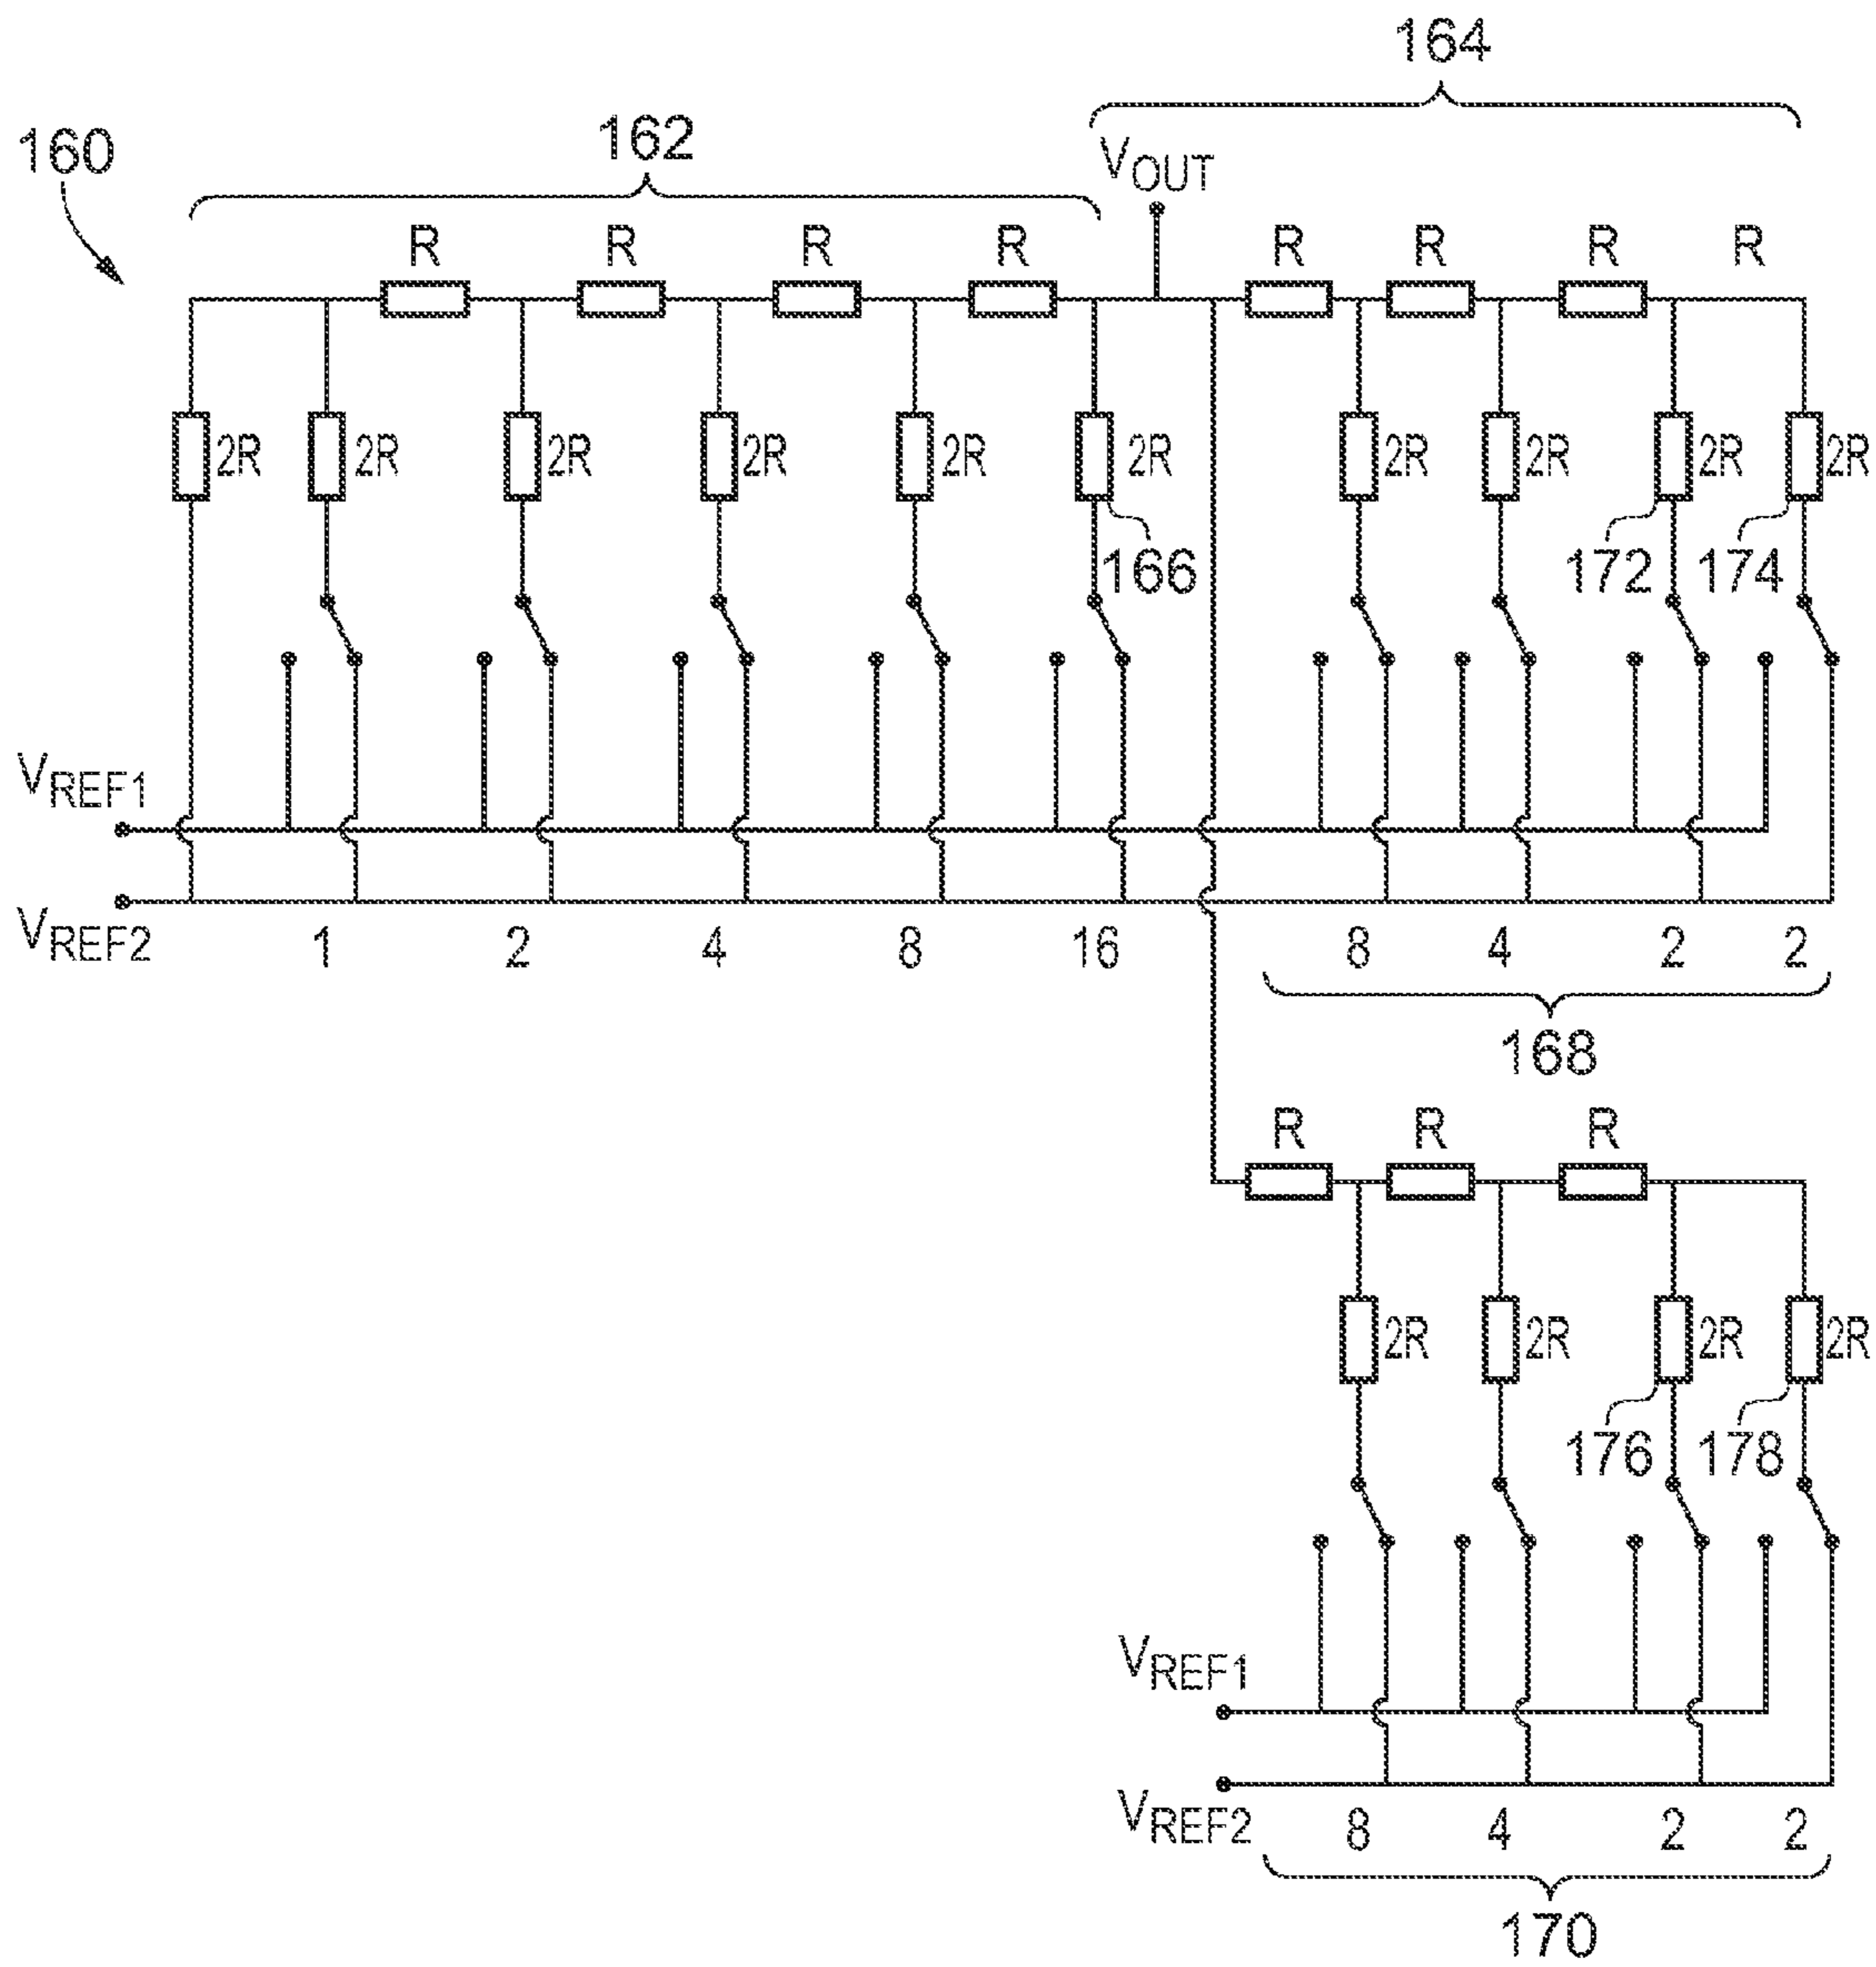 164
162
160
VOUT
R R R R R R R R
2R 2R 2R 2R 2R 2R 2R 2R 2R 2R
166 172 174
VREF1
VREF2
1 2 4 8 16 8 4 2 2
168
R R R
2R 2R 2R 2R
176 178
VREF1
VREF2
8 4 2 2
170